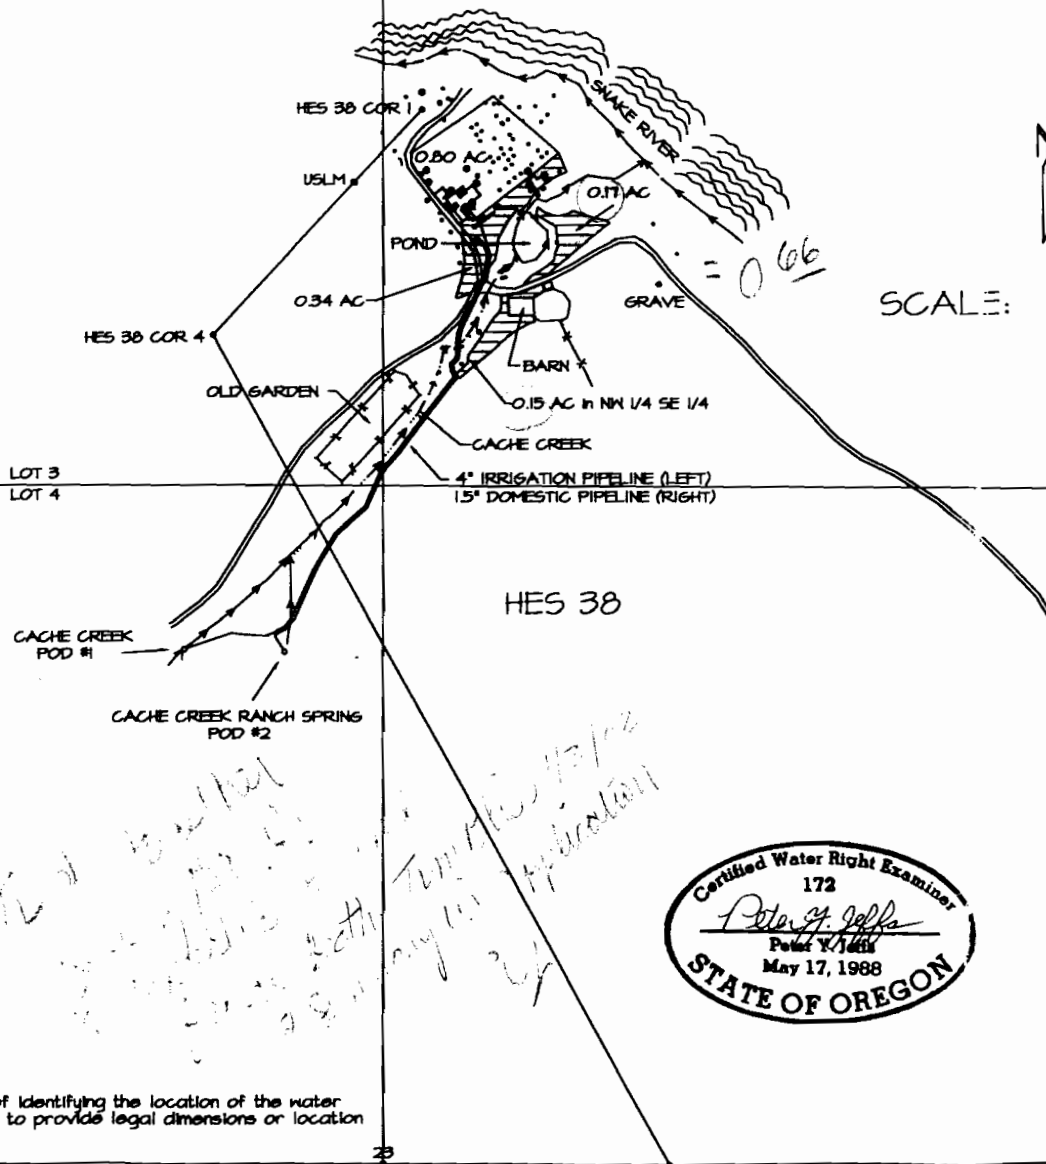 HES 38 COR 1
SNAKE RIVER
0.80 AC
USLM
0.17 AC
POND
= 0.66
0.34 AC
GRAVE
SCALE:
HES 38 COR 4
BARN
OLD GARDEN
0.15 AC in NW 1/4 SE 1/4
CACHE CREEK
LOT 3
4" IRRIGATION PIPELINE (LEFT)
LOT 4
1.5" DOMESTIC PIPELINE (RIGHT)
HES 38
CACHE CREEK
POD #1
CACHE CREEK RANCH SPRING
POD #2
application
Certified Water Right Examiner
172
Peter Y. Jeffs
Peter Y. Jeffs
May 17, 1988
STATE OF OREGON
of identifying the location of the water
to provide legal dimensions or location
23